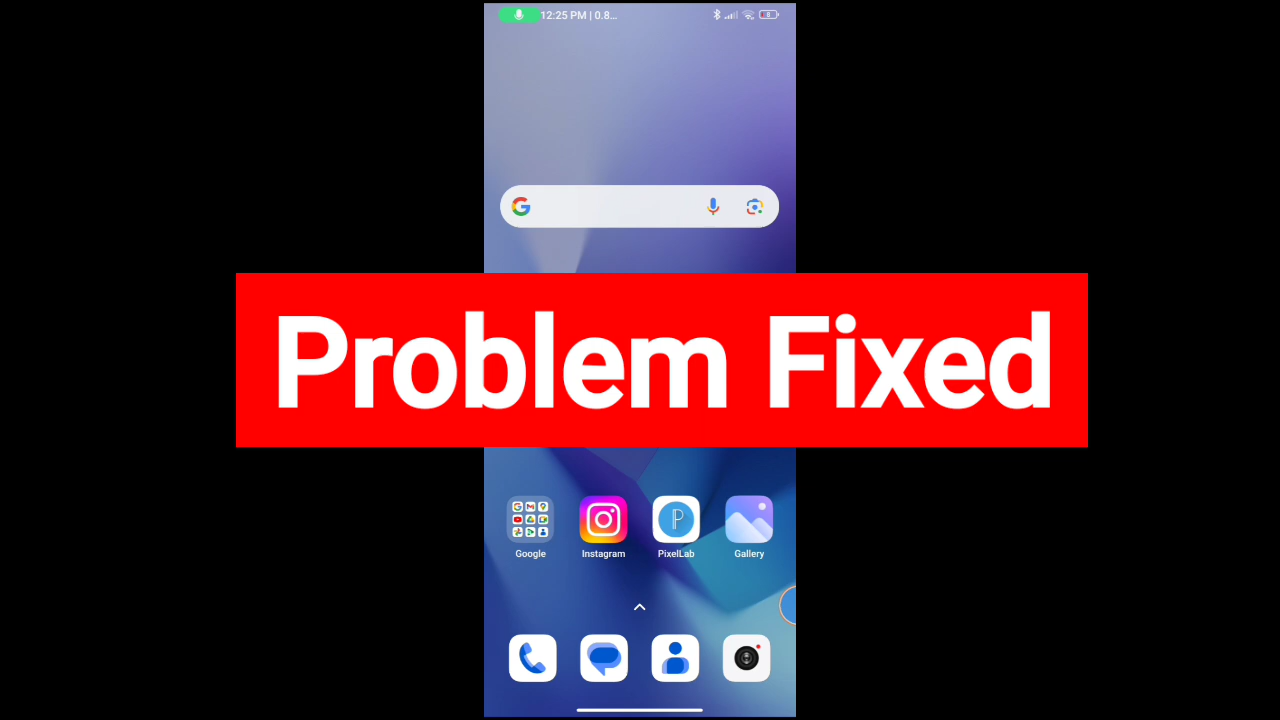 12:25 PM | 0.8...
Problem Fixed
Google
Instagram
PixelLab
Gallery